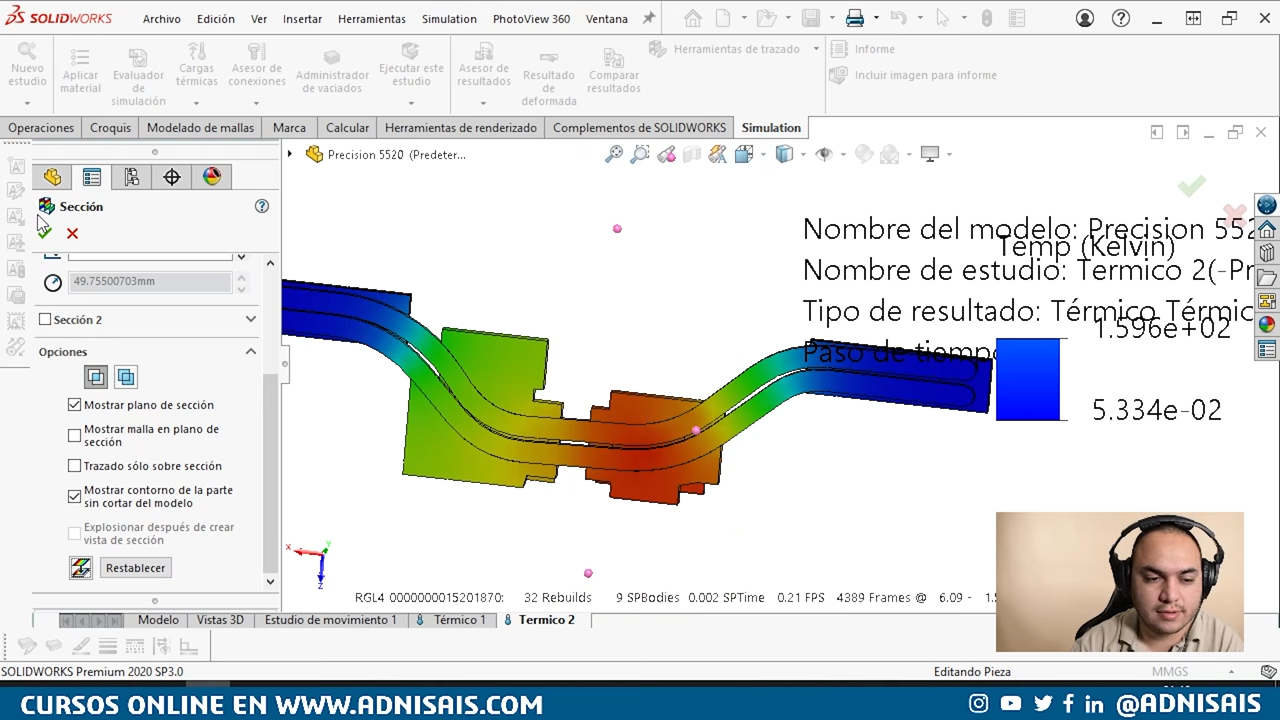 SOLIDWORKS
Archivo Edición Ver Insertar Herramientas Simulation PhotoView 360 Ventana
Nuevo estudio
Aplicar material
Evaluador de simulación
Cargas térmicas
Asesor de conexiones
Administrador de vaciados
Ejecutar este estudio
Asesor de resultados
Resultado de deformada
Comparar resultados
Herramientas de trazado
Informe
Incluir imagen para informe
Operaciones Croquis Modelado de mallas Marca Calcular Herramientas de renderizado Complementos de SOLIDWORKS Simulation
Precision 5520 (Predeter...
Sección
49.75500703mm
Sección 2
Opciones
Mostrar plano de sección
Mostrar malla en plano de
sección
Trazado sólo sobre sección
Mostrar contorno de la parte
sin cortar del modelo
Explosionar después de crear
vista de sección
Restablecer
Nombre del modelo: Precision 552
Temp (Kelvin)
Nombre de estudio: Termico 2(-Pr
Tipo de resultado: Térmico Térmic
1.596e+02
Paso de tiempo
5.334e-02
X Y Z
RGL4 0000000015201870: 32 Rebuilds 9 SPBodies 0.002 SPTime 0.21 FPS 4389 Frames @ 6.09 -
Modelo Vistas 3D Estudio de movimiento 1 Térmico 1 Termico 2
SOLIDWORKS Premium 2020 SP3.0
Editando Pieza
MMGS
CURSOS ONLINE EN WWW.ADNISAIS.COM
@ADNISAIS